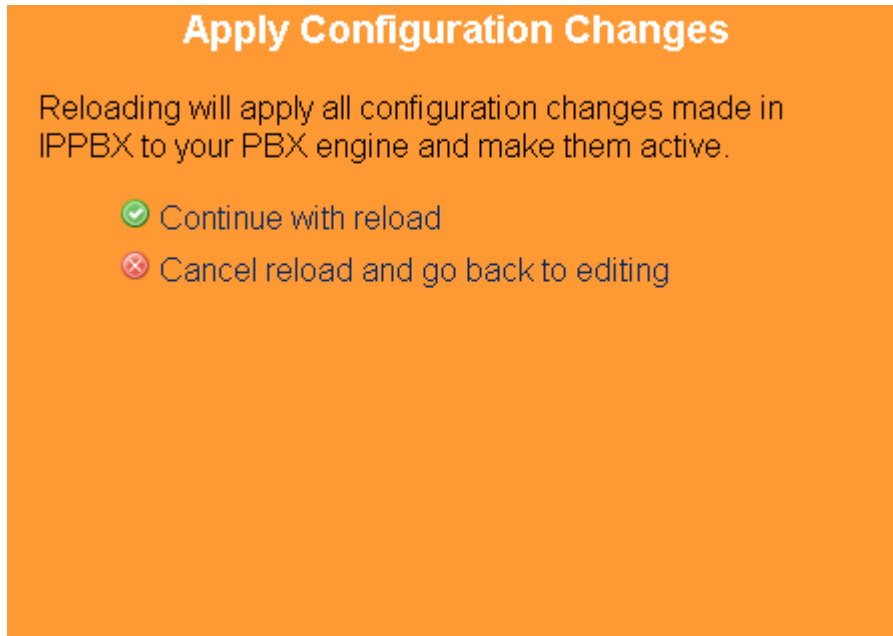 Apply Configuration Changes
Reloading will apply all configuration changes made in
IPPBX to your PBX engine and make them active.
Continue with reload
Cancel reload and go back to editing